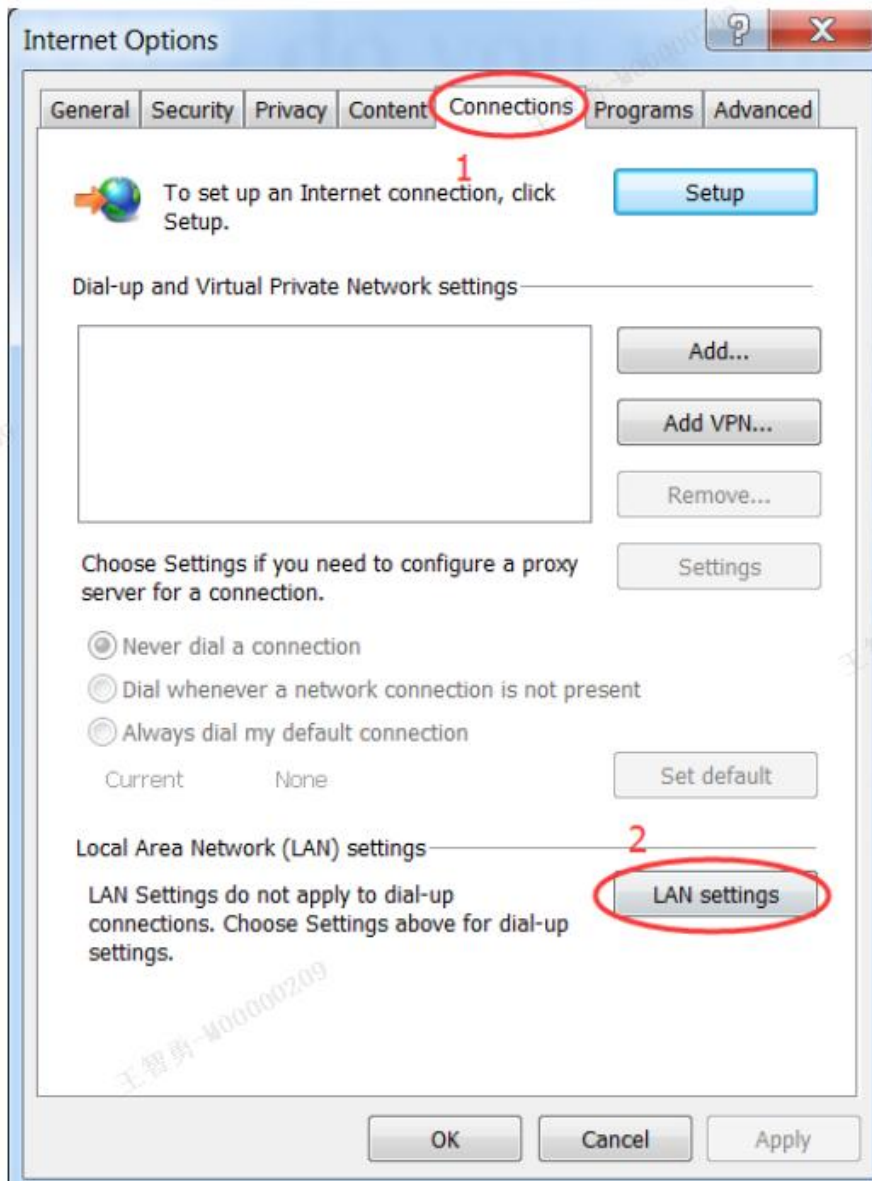 Internet Options
General Security Privacy Content Connections Programs Advanced
1
To set up an Internet connection, click
Setup.
Setup
Dial-up and Virtual Private Network settings
Add...
Add VPN...
Remove...
Choose Settings if you need to configure a proxy
server for a connection.
Settings
Never dial a connection
Dial whenever a network connection is not present
Always dial my default connection
Current None
Set default
Local Area Network (LAN) settings
2
LAN Settings do not apply to dial-up
connections. Choose Settings above for dial-up
settings.
LAN settings
王智勇-W00000209
OK Cancel Apply